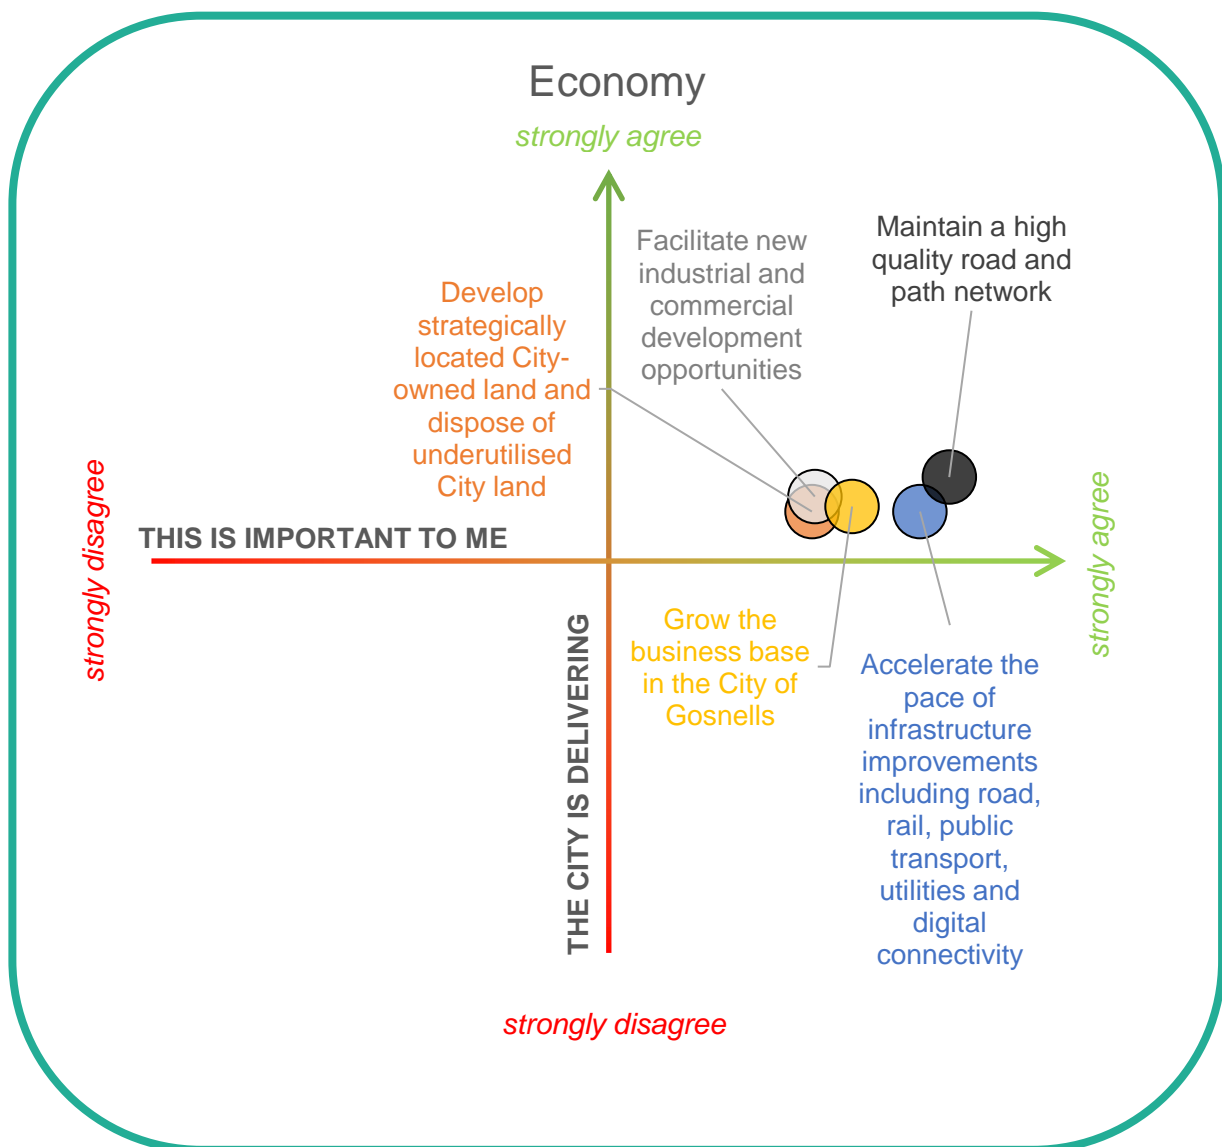 Economy
strongly agree
Maintain a high
quality road and
path network
Facilitate new
industrial and
commercial
development
opportunities
Develop
strategically
located City-
owned land and
dispose of
underutilised
City land
strongly disagree
THIS IS IMPORTANT TO ME
strongly agree
THE CITY IS DELIVERING
Grow the
business base
in the City of
Gosnells
Accelerate the
pace of
infrastructure
improvements
including road,
rail, public
transport,
utilities and
digital
connectivity
strongly disagree